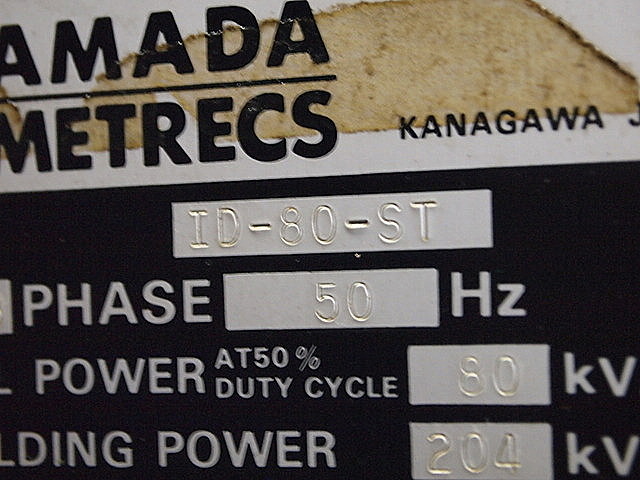 AMADA
METRECS
KANAGAWA J
ID-80-ST
PHASE 50 Hz
L POWER AT50% DUTY CYCLE 80 kV
LDING POWER 204 kV